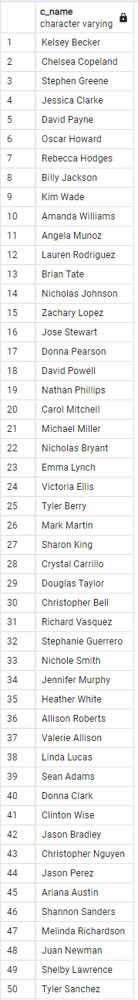 c_name
character varying
1 Kelsey Becker
2 Chelsea Copeland
3 Stephen Greene
4 Jessica Clarke
5 David Payne
6 Oscar Howard
7 Rebecca Hodges
8 Billy Jackson
9 Kim Wade
10 Amanda Williams
11 Angela Munoz
12 Lauren Rodriguez
13 Brian Tate
14 Nicholas Johnson
15 Zachary Lopez
16 Jose Stewart
17 Donna Pearson
18 David Powell
19 Nathan Phillips
20 Carol Mitchell
21 Michael Miller
22 Nicholas Bryant
23 Emma Lynch
24 Victoria Ellis
25 Tyler Berry
26 Mark Martin
27 Sharon King
28 Crystal Carrillo
29 Douglas Taylor
30 Christopher Bell
31 Richard Vasquez
32 Stephanie Guerrero
33 Nichole Smith
34 Jennifer Murphy
35 Heather White
36 Allison Roberts
37 Valerie Allison
38 Linda Lucas
39 Sean Adams
40 Donna Clark
41 Clinton Wise
42 Jason Bradley
43 Christopher Nguyen
44 Jason Perez
45 Ariana Austin
46 Shannon Sanders
47 Melinda Richardson
48 Juan Newman
49 Shelby Lawrence
50 Tyler Sanchez